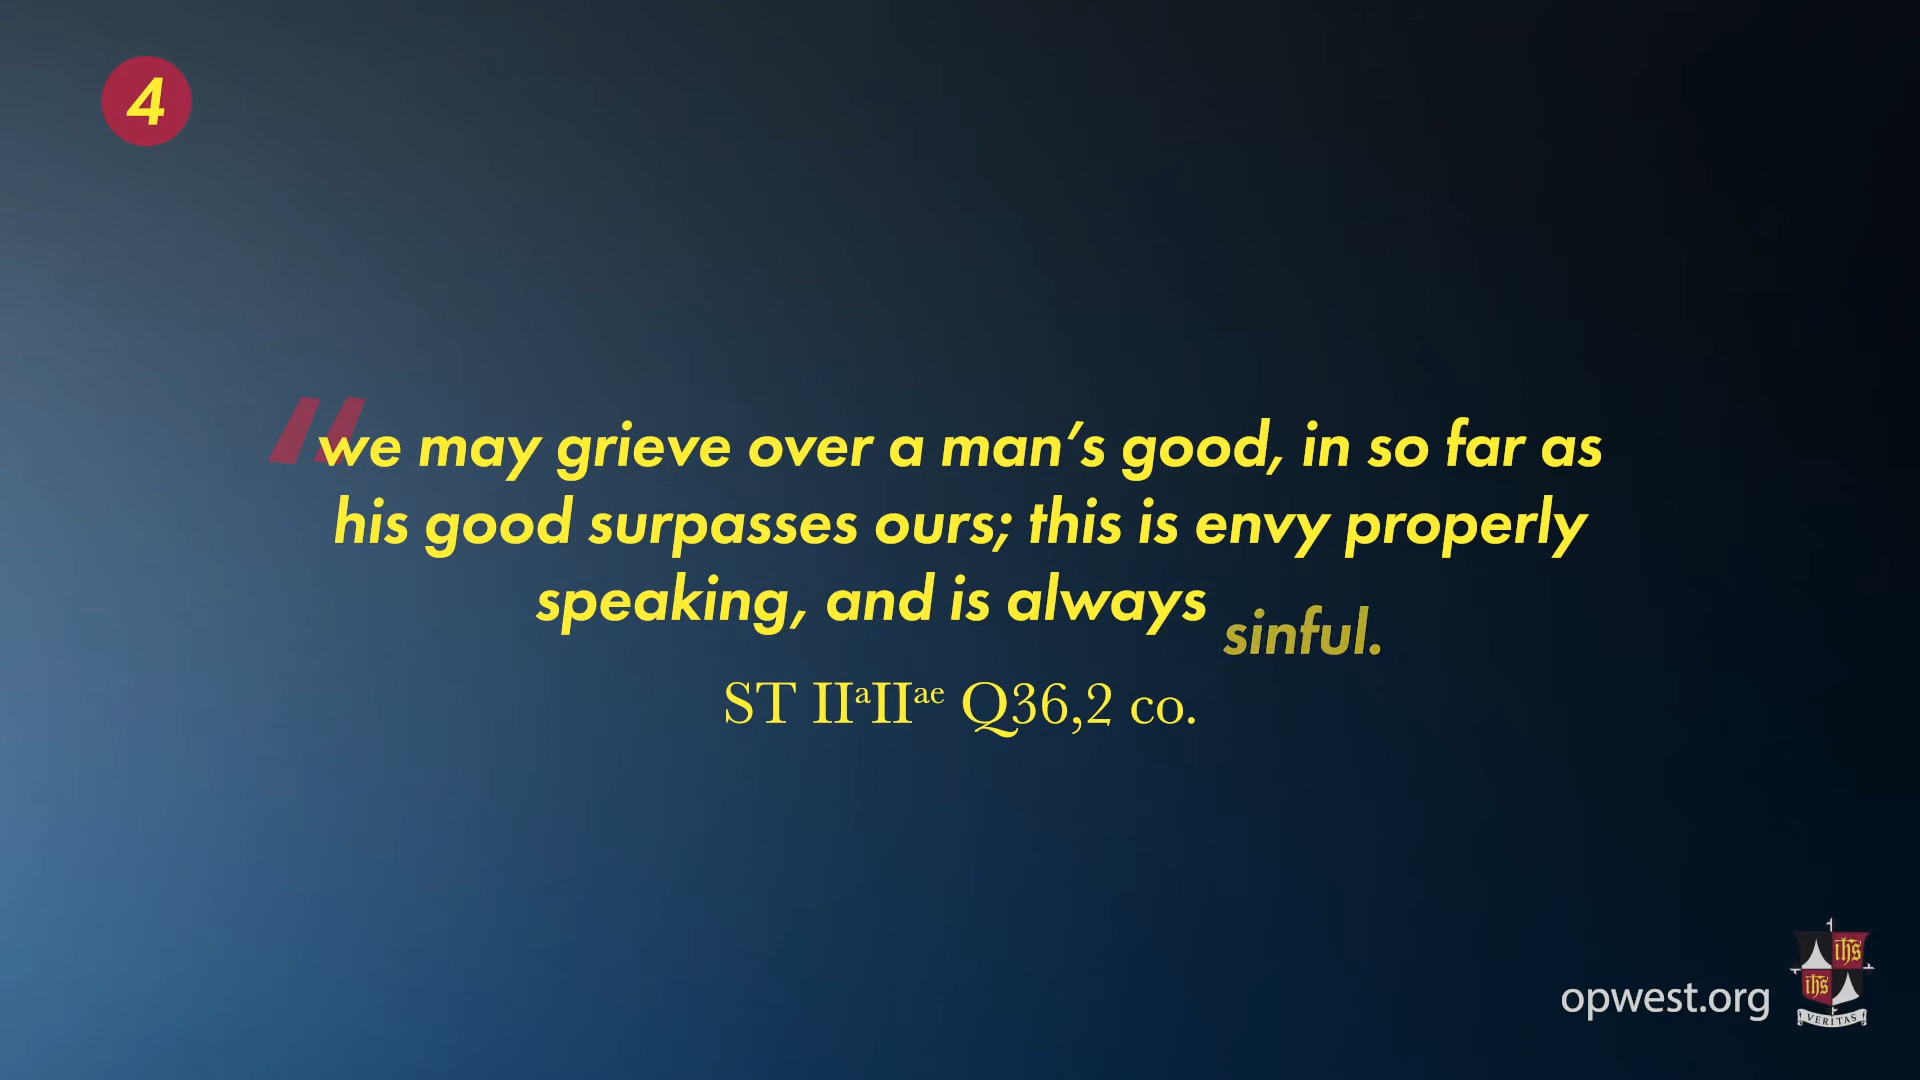 4
“we may grieve over a man’s good, in so far as
his good surpasses ours; this is envy properly
speaking, and is always sinful.
ST IIᵃIIᵃᵉ Q36,2 co.
opwest.org
ihs
ihs
VERITAS